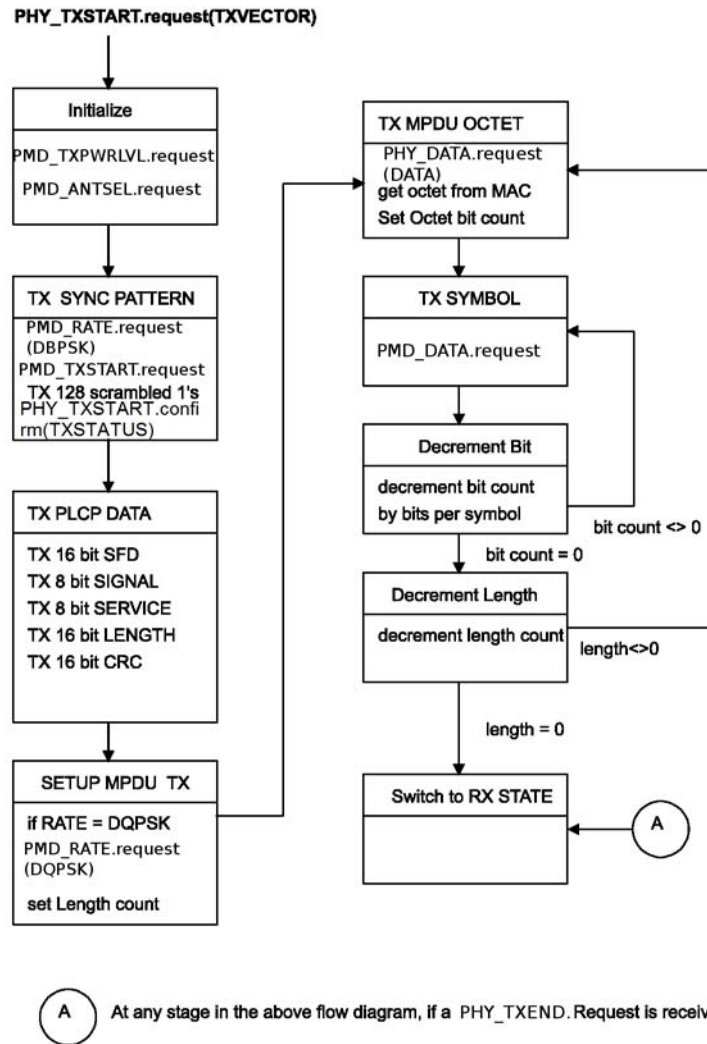 PHY_TXSTART.request(TXVECTOR)
Initialize
PMD_TXPWRLVL.request
PMD_ANTSEL.request
TX SYNC PATTERN
PMD_RATE.request
(DBPSK)
PMD_TXSTART.request
TX 128 scrambled 1's
PHY_TXSTART.confi
rm(TXSTATUS)
TX PLCP DATA
TX 16 bit SFD
TX 8 bit SIGNAL
TX 8 bit SERVICE
TX 16 bit LENGTH
TX 16 bit CRC
SETUP MPDU TX
if RATE = DQPSK
PMD_RATE.request
(DQPSK)
set Length count
TX MPDU OCTET
PHY_DATA.request
(DATA)
get octet from MAC
Set Octet bit count
TX SYMBOL
PMD_DATA.request
Decrement Bit
decrement bit count
by bits per symbol
bit count <> 0
bit count = 0
Decrement Length
decrement length count
length<>0
length = 0
Switch to RX STATE
A
A
At any stage in the above flow diagram, if a PHY_TXEND.Request is receiv